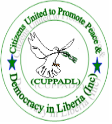 Citizens United to Promote Peace &
(CUPPADL)
Democracy in Liberia (Inc)